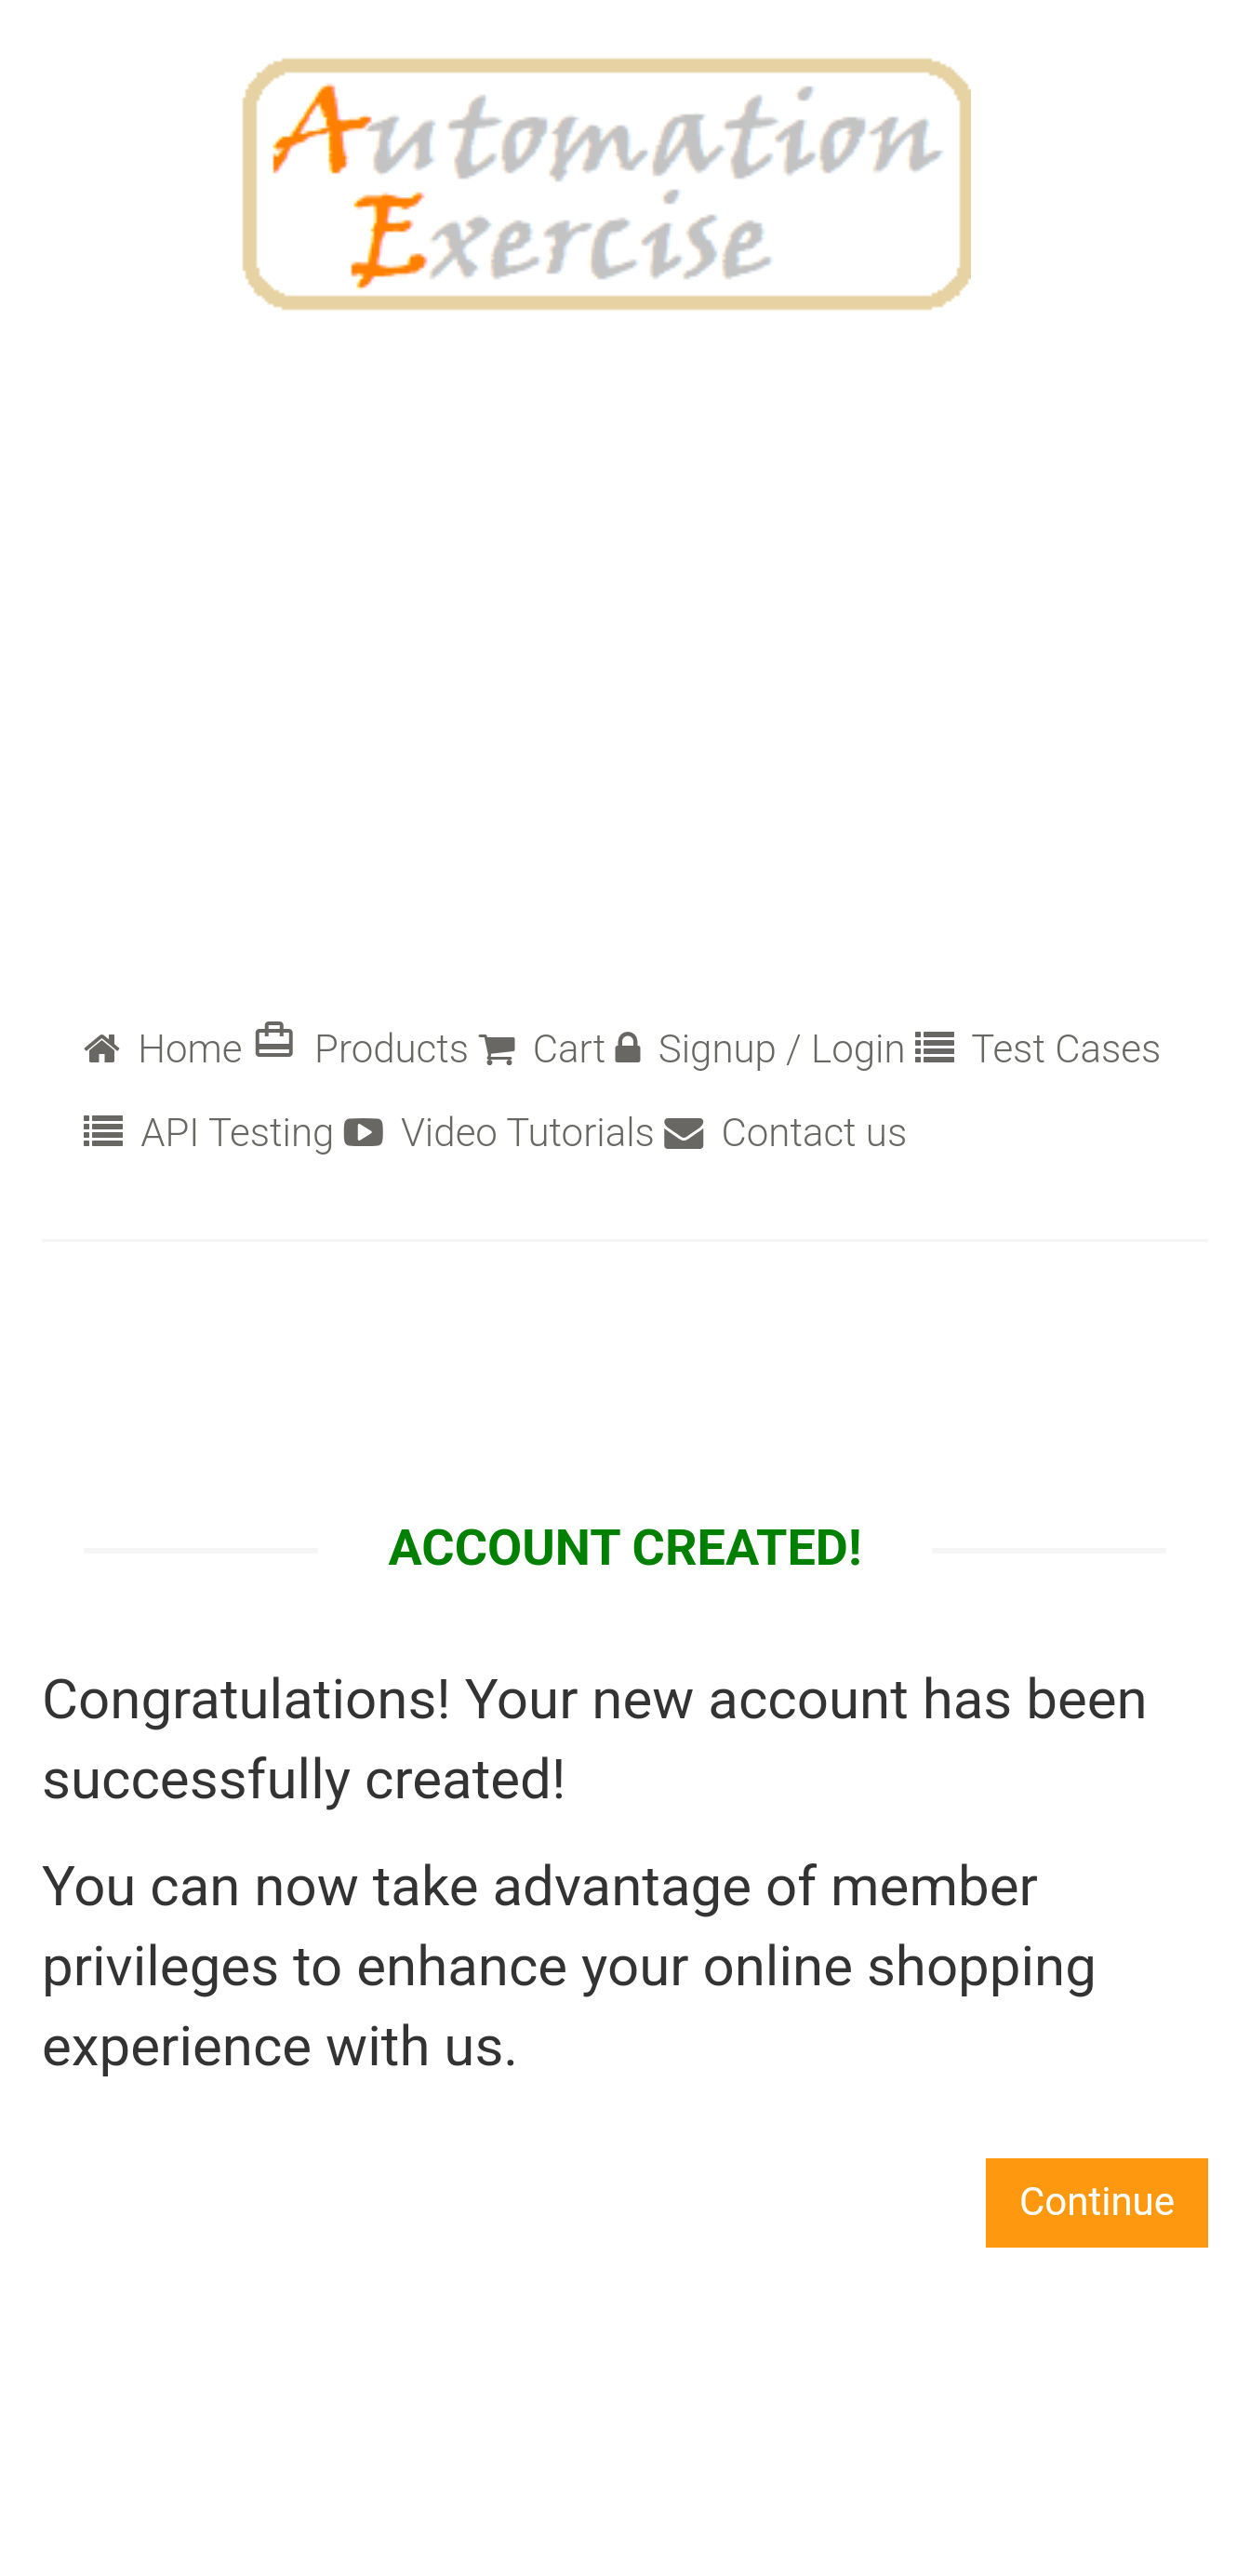 Automation
Exercise
Home Products Cart Signup / Login Test Cases
API Testing Video Tutorials Contact us
ACCOUNT CREATED!
Congratulations! Your new account has been
successfully created!
You can now take advantage of member
privileges to enhance your online shopping
experience with us.
Continue